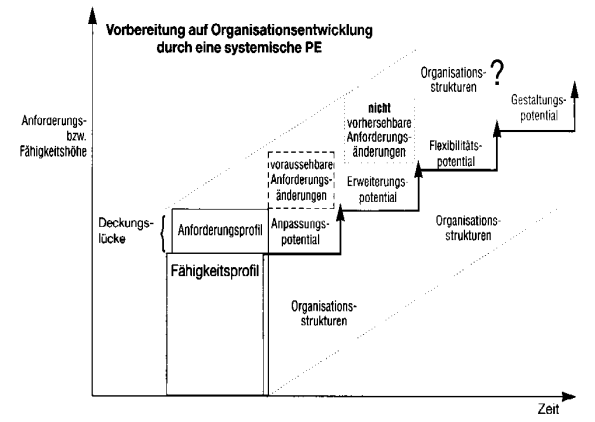 Vorbereitung auf Organisationsentwicklung
durch eine systemische PE
Anforderungs-
bzw.
Fähigkeitshöhe
Organisations-
strukturen
?
Gestaltungs-
potential
nicht
vorhersehbare
Anforderungs-
änderungen
Flexibilitäts-
potential
voraussehbare
Anforderungs-
änderungen
Erweiterungs-
potential
Deckungs-
lücke
{
Anforderungsprofil
Anpassungs-
potential
Organisations-
strukturen
Fähigkeitsprofil
Organisations-
strukturen
Zeit